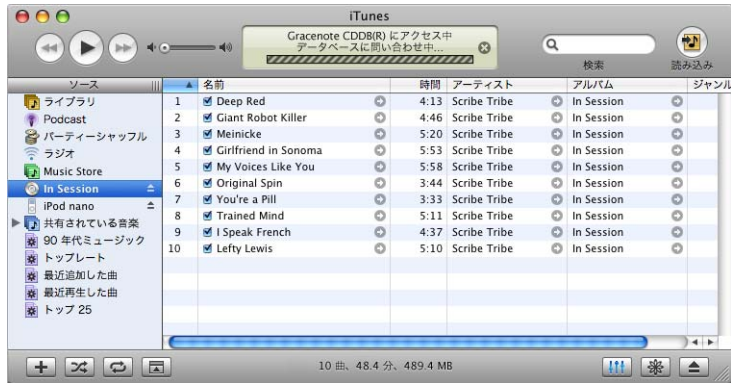 iTunes
Gracenote CDDB(R) にアクセス中
データベースに問い合わせ中...
検索
読み込み
ソース
ライブラリ
Podcast
パーティーシャッフル
ラジオ
Music Store
In Session
iPod nano
共有されている音楽
90 年代ミュージック
トップレート
最近追加した曲
最近再生した曲
トップ 25
名前 時間 アーティスト アルバム ジャンル
1 Deep Red 4:13 Scribe Tribe In Session
2 Giant Robot Killer 4:46 Scribe Tribe In Session
3 Meinicke 5:20 Scribe Tribe In Session
4 Girlfriend in Sonoma 5:53 Scribe Tribe In Session
5 My Voices Like You 5:58 Scribe Tribe In Session
6 Original Spin 3:44 Scribe Tribe In Session
7 You're a Pill 3:33 Scribe Tribe In Session
8 Trained Mind 5:11 Scribe Tribe In Session
9 I Speak French 4:37 Scribe Tribe In Session
10 Lefty Lewis 5:10 Scribe Tribe In Session
10 曲、48.4 分、489.4 MB